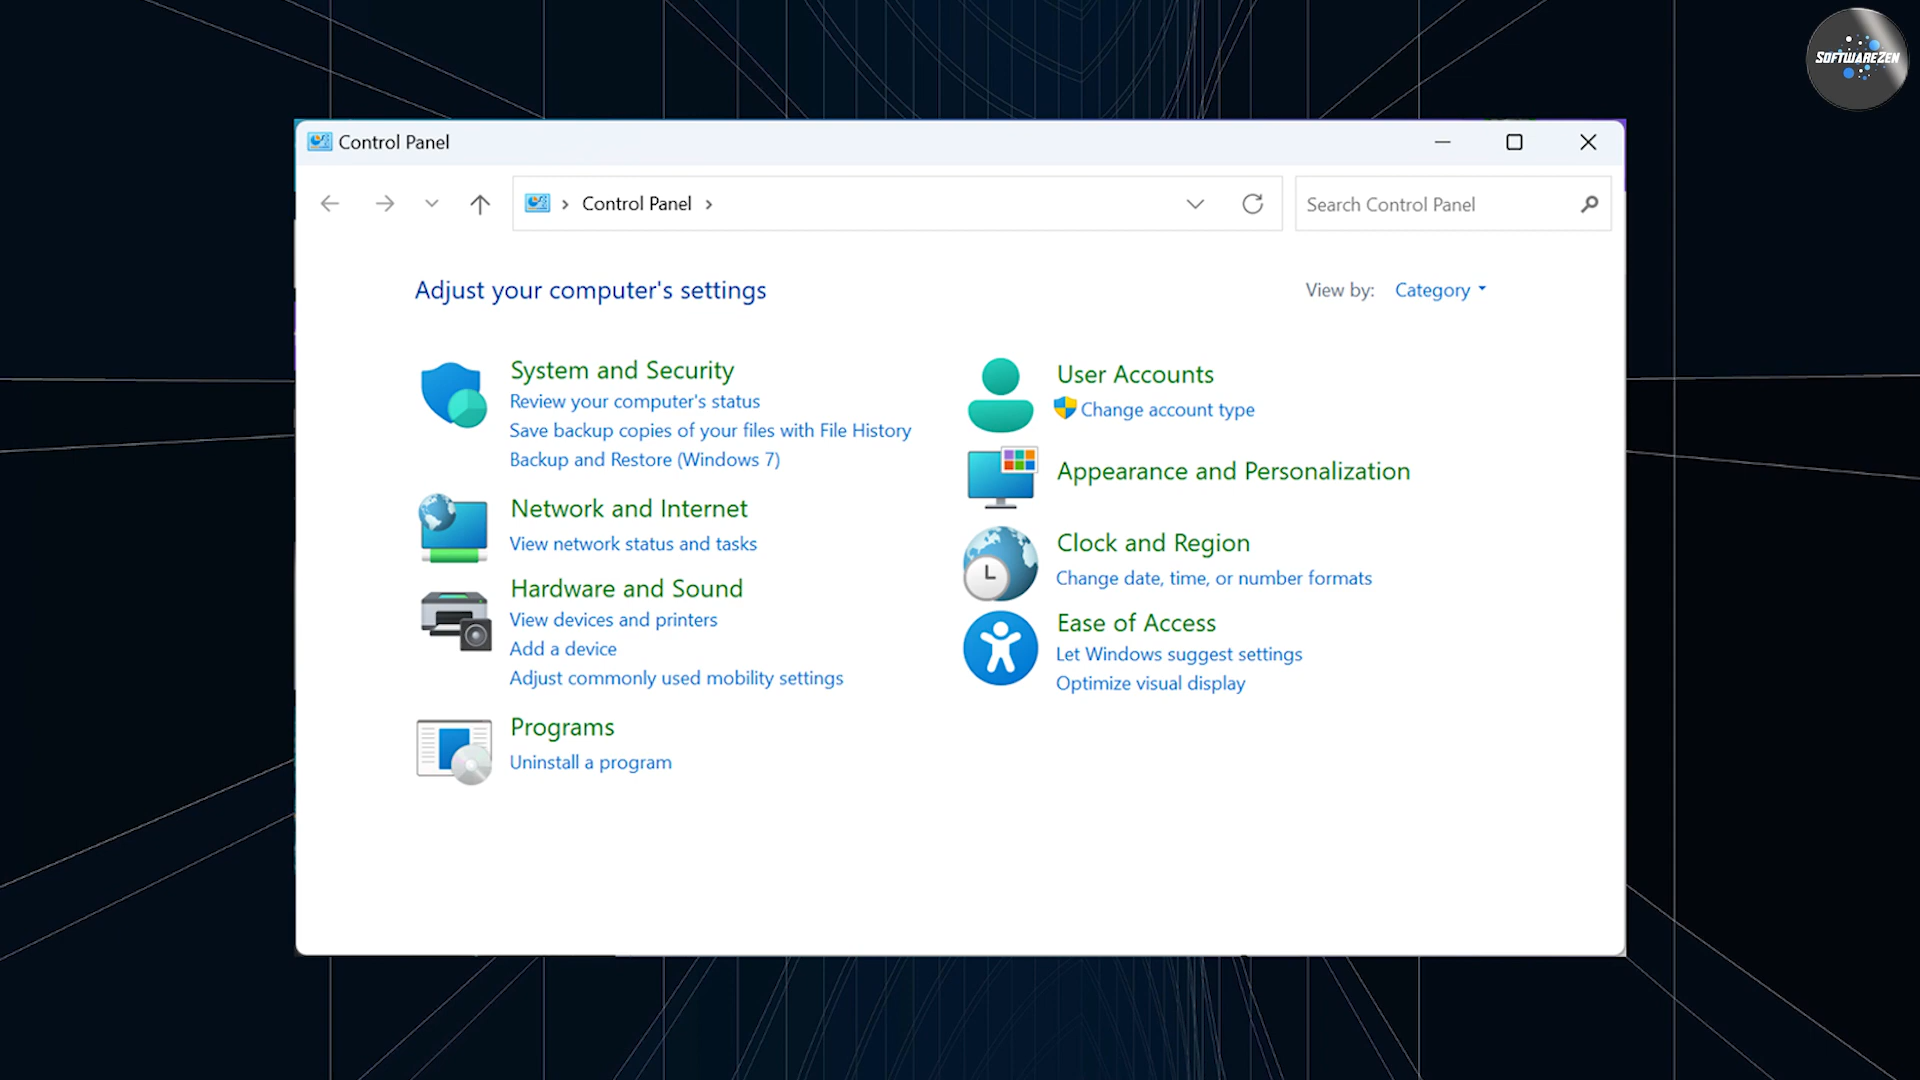 SOFTWAREZEN
Control Panel
Control Panel
Search Control Panel
Adjust your computer's settings
View by: Category
System and Security
Review your computer's status
Save backup copies of your files with File History
Backup and Restore (Windows 7)
Network and Internet
View network status and tasks
Hardware and Sound
View devices and printers
Add a device
Adjust commonly used mobility settings
Programs
Uninstall a program
User Accounts
Change account type
Appearance and Personalization
Clock and Region
Change date, time, or number formats
Ease of Access
Let Windows suggest settings
Optimize visual display